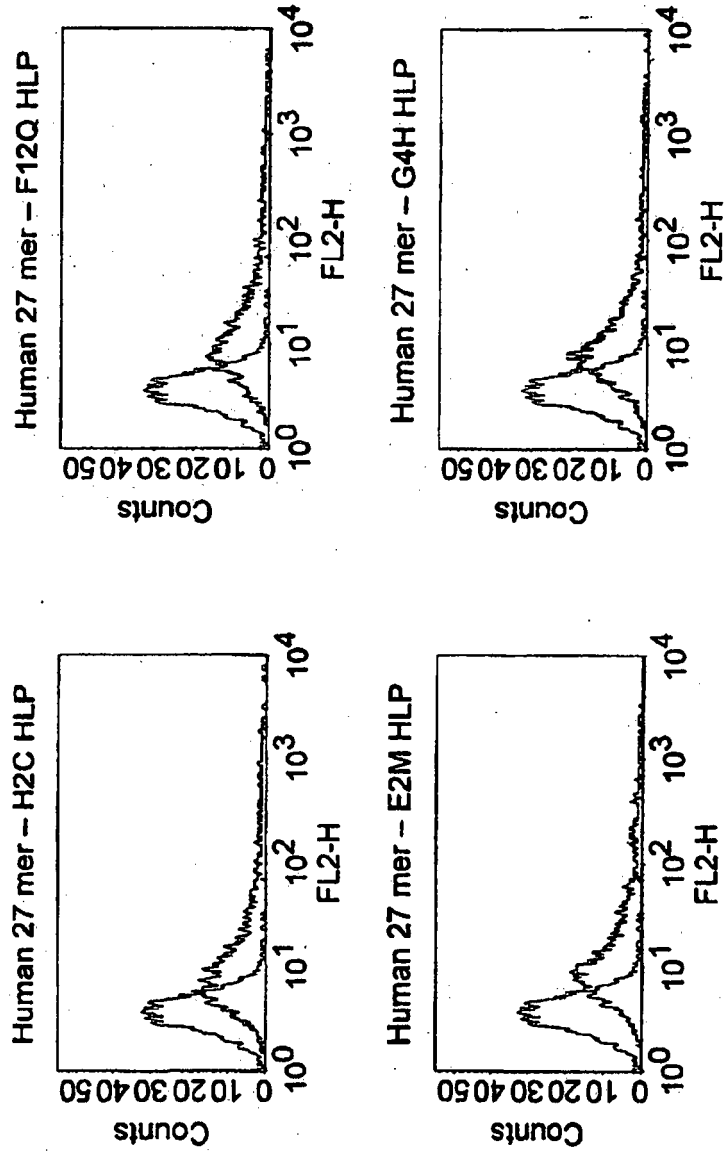 Human 27 mer – H2C HLP
Counts
0 10 20 30 40 50
10^0 10^1 10^2 10^3 10^4
FL2-H
Human 27 mer – F12Q HLP
Counts
0 10 20 30 40 50
10^0 10^1 10^2 10^3 10^4
FL2-H
Human 27 mer – E2M HLP
Counts
0 10 20 30 40 50
10^0 10^1 10^2 10^3 10^4
FL2-H
Human 27 mer – G4H HLP
Counts
0 10 20 30 40 50
10^0 10^1 10^2 10^3 10^4
FL2-H